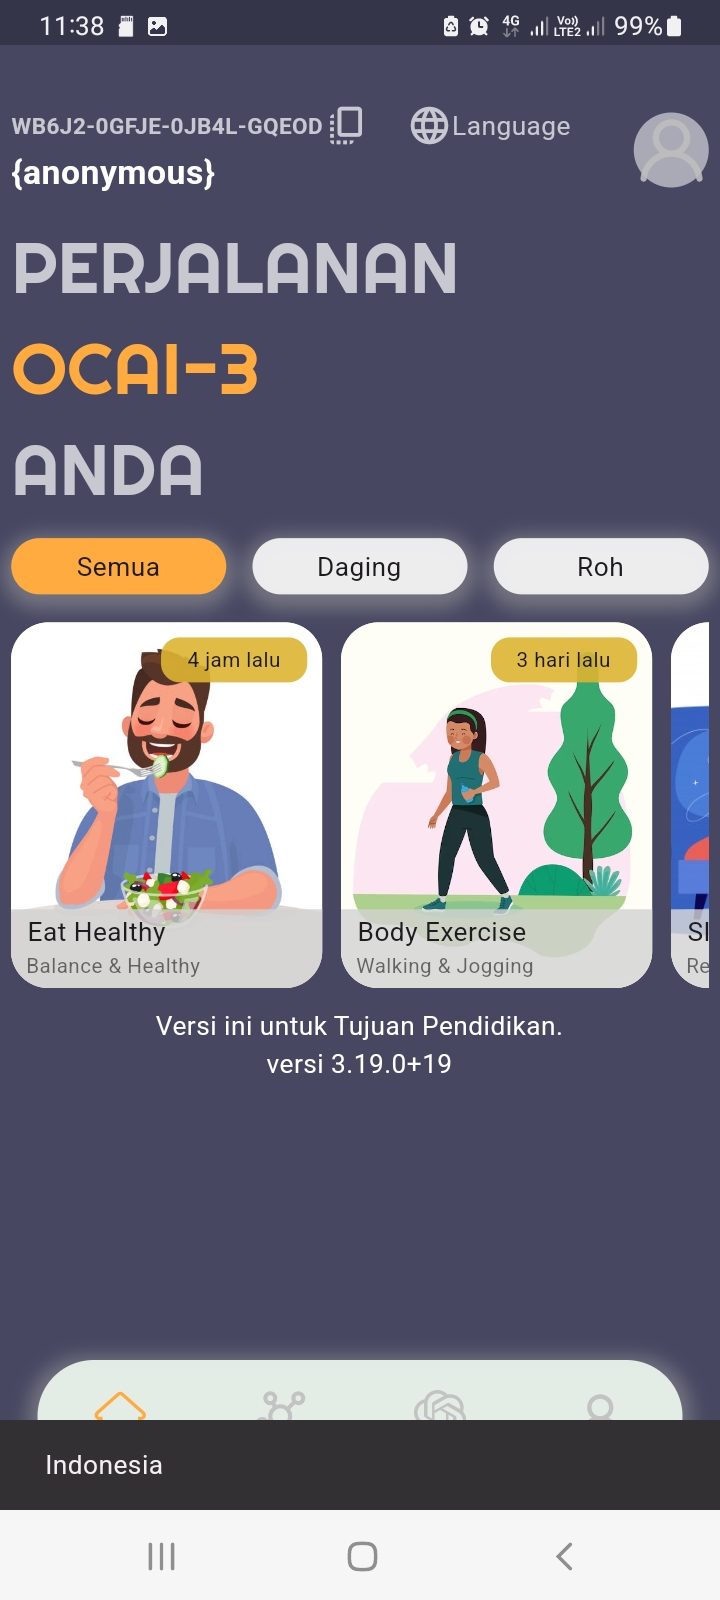 11:38
4G
Vo))
LTE2
99%
WB6J2-0GFJE-0JB4L-GQEOD
Language
{anonymous}
PERJALANAN
OCAI-3
ANDA
Semua
Daging
Roh
4 jam lalu
3 hari lalu
Eat Healthy
Balance & Healthy
Body Exercise
Walking & Jogging
Sl
Re
Versi ini untuk Tujuan Pendidikan.
versi 3.19.0+19
Indonesia